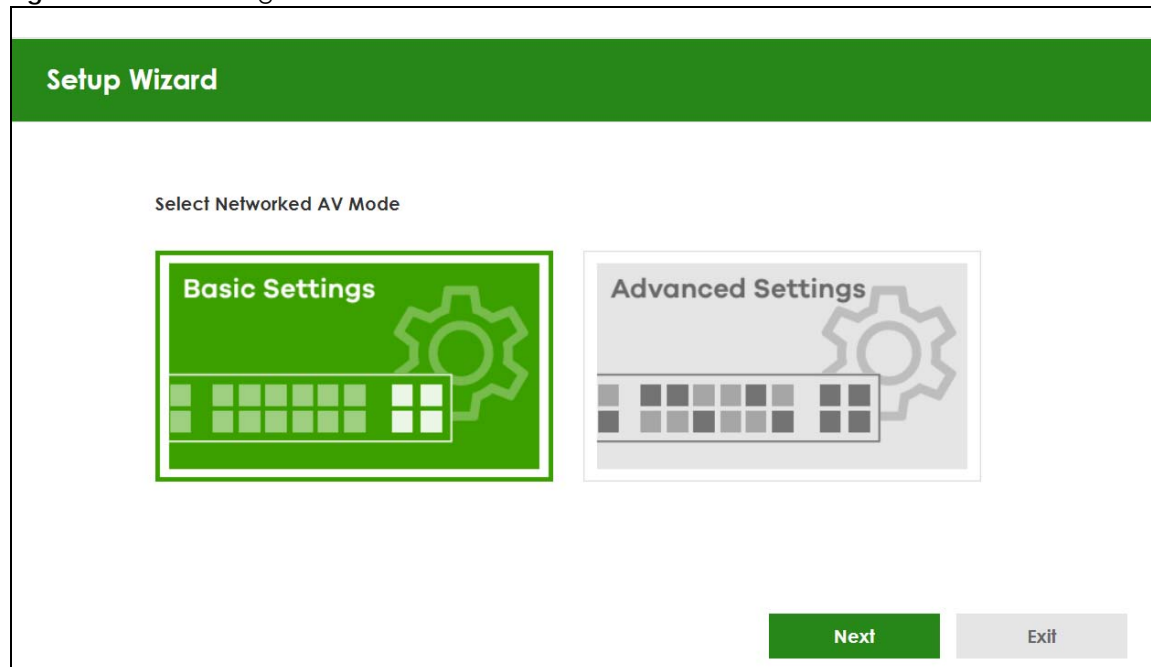 Setup Wizard
Select Networked AV Mode
Basic Settings
Advanced Settings
Next
Exit